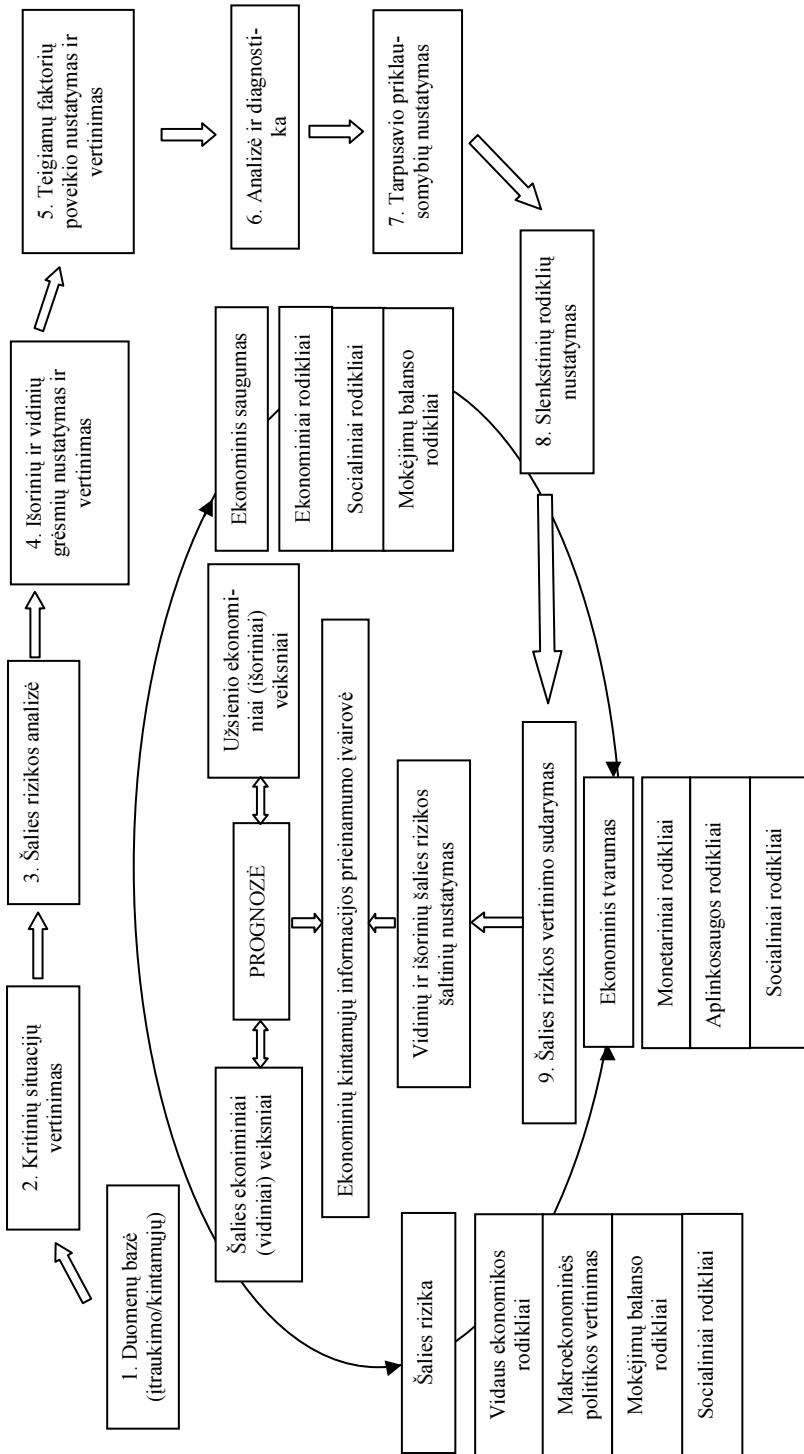 1. Duomenų bazė
(įtraukimo/kintamųjų)
2. Kritinių situacijų
vertinimas
3. Šalies rizikos analizė
4. Išorinių ir vidinių
grėsmių nustatymas ir
vertinimas
5. Teigiamų faktorių
poveikio nustatymas ir
vertinimas
6. Analizė ir diagnosti-
ka
7. Tarpusavio priklau-
somybių nustatymas
8. Slenkstinių rodiklių
nustatymas
Šalies ekoniminiai
(vidiniai) veiksniai
PROGNOZĖ
Užsienio ekonomi-
niai (išoriniai)
veiksniai
Ekonominių kintamųjų informacijos prieinamumo įvairovė
Vidinių ir išorinių šalies rizikos
šaltinių nustatymas
9. Šalies rizikos vertinimo sudarymas
Ekonominis saugumas
Ekonominiai rodikliai
Socialiniai rodikliai
Mokėjimų balanso
rodikliai
Šalies rizika
Vidaus ekonomikos
rodikliai
Makroekonominės
politikos vertinimas
Mokėjimų balanso
rodikliai
Socialiniai rodikliai
Ekonominis tvarumas
Monetariniai rodikliai
Aplinkosaugos rodikliai
Socialiniai rodikliai